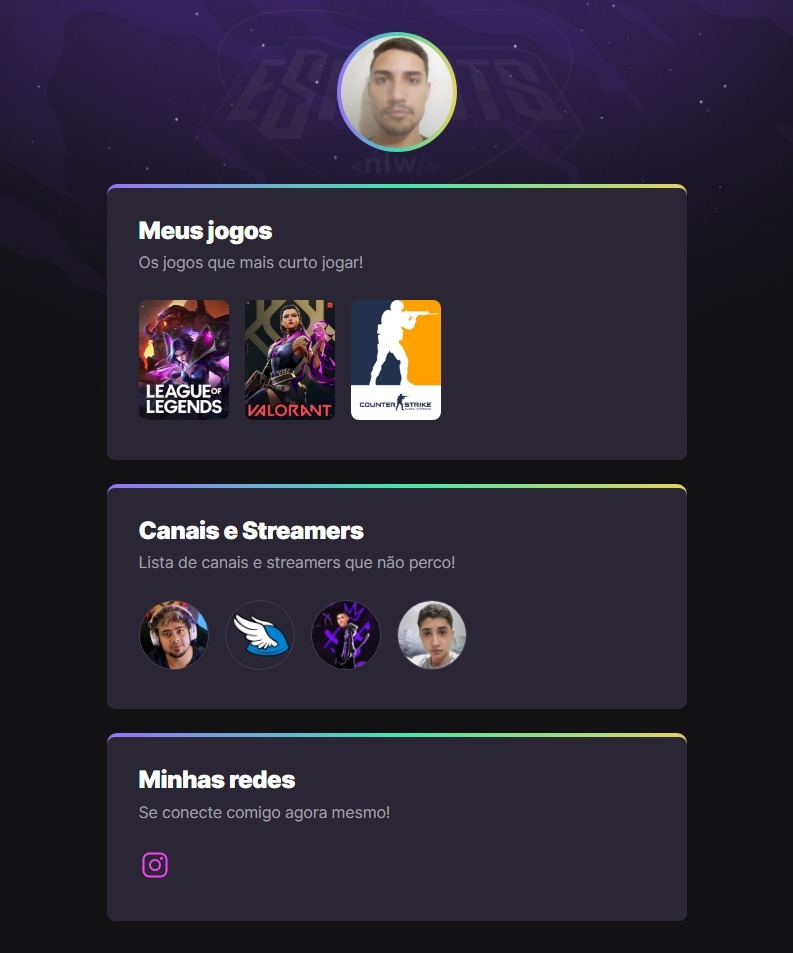 ESPORTS
<nlw/>
Meus jogos
Os jogos que mais curto jogar!
LEAGUE OF
LEGENDS
VALORANT
COUNTER STRIKE
Canais e Streamers
Lista de canais e streamers que não perco!
Minhas redes
Se conecte comigo agora mesmo!